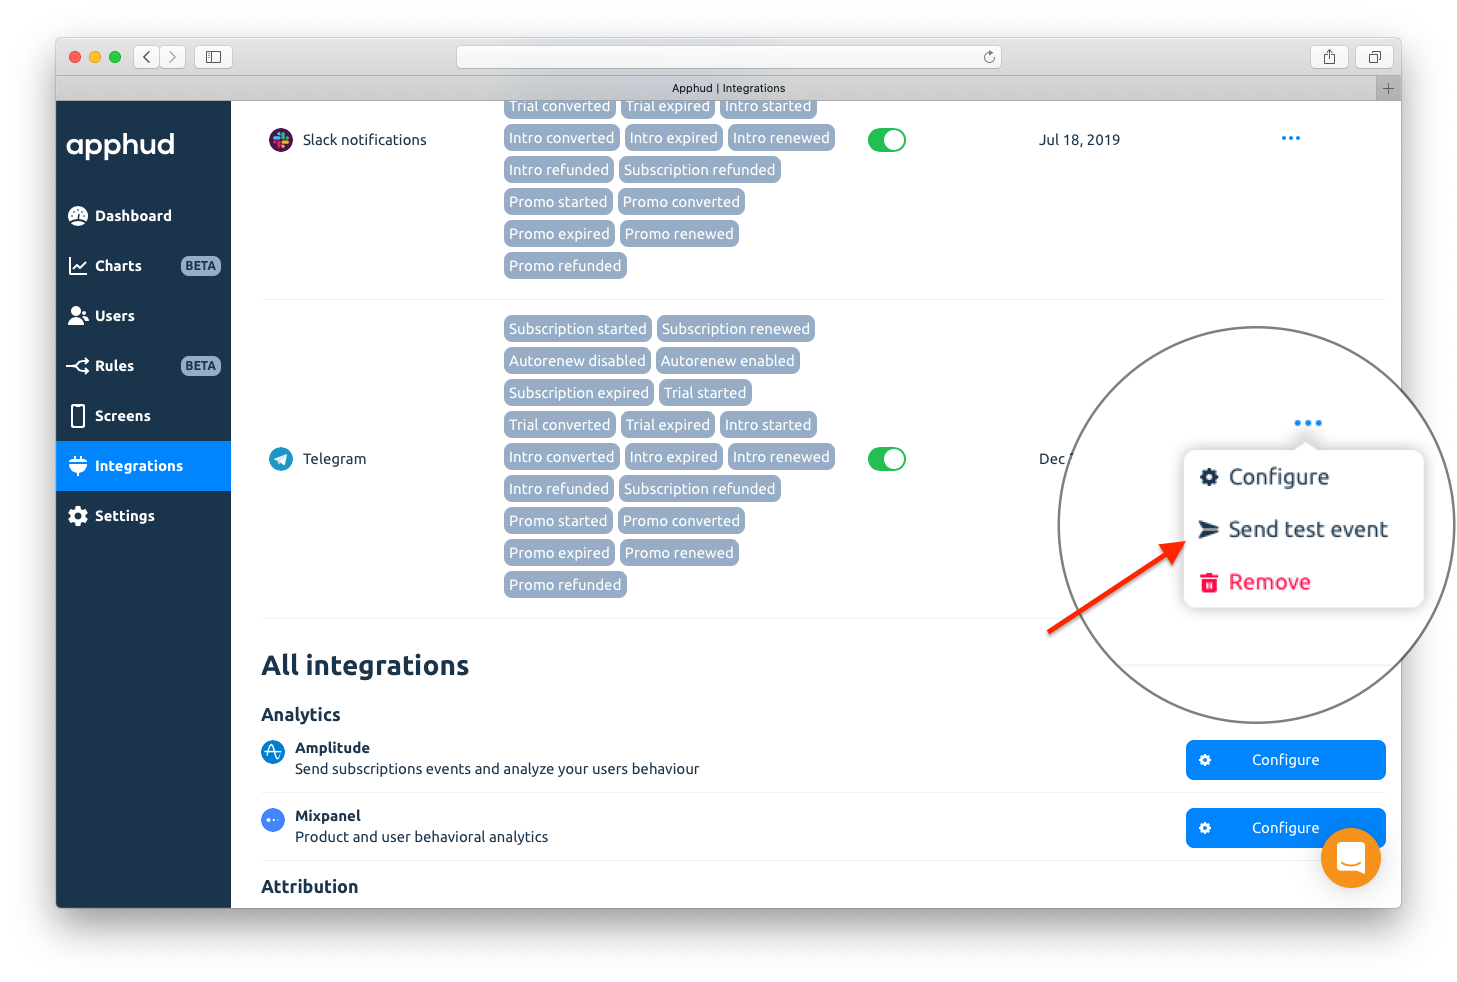 Apphud | Integrations
apphud
Dashboard
Charts BETA
Users
Rules BETA
Screens
Integrations
Settings
Trial converted Trial expired Intro started
Slack notifications Intro converted Intro expired Intro renewed Jul 18, 2019
Intro refunded Subscription refunded
Promo started Promo converted
Promo expired Promo renewed
Promo refunded
Subscription started Subscription renewed
Autorenew disabled Autorenew enabled
Subscription expired Trial started
Trial converted Trial expired Intro started
Telegram Intro converted Intro expired Intro renewed Dec
Intro refunded Subscription refunded
Promo started Promo converted
Promo expired Promo renewed
Promo refunded
Configure
Send test event
Remove
All integrations
Analytics
Amplitude
Send subscriptions events and analyze your users behaviour
Configure
Mixpanel
Product and user behavioral analytics
Configure
Attribution